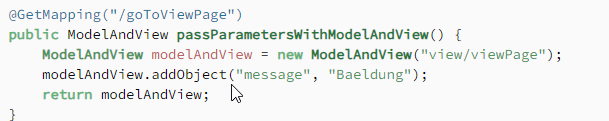 @GetMapping("/goToViewPage")
public ModelAndView passParametersWithModelAndView() {
    ModelAndView modelAndView = new ModelAndView("view/viewPage");
    modelAndView.addObject("message", "Baeldung");
    return modelAndView;
}